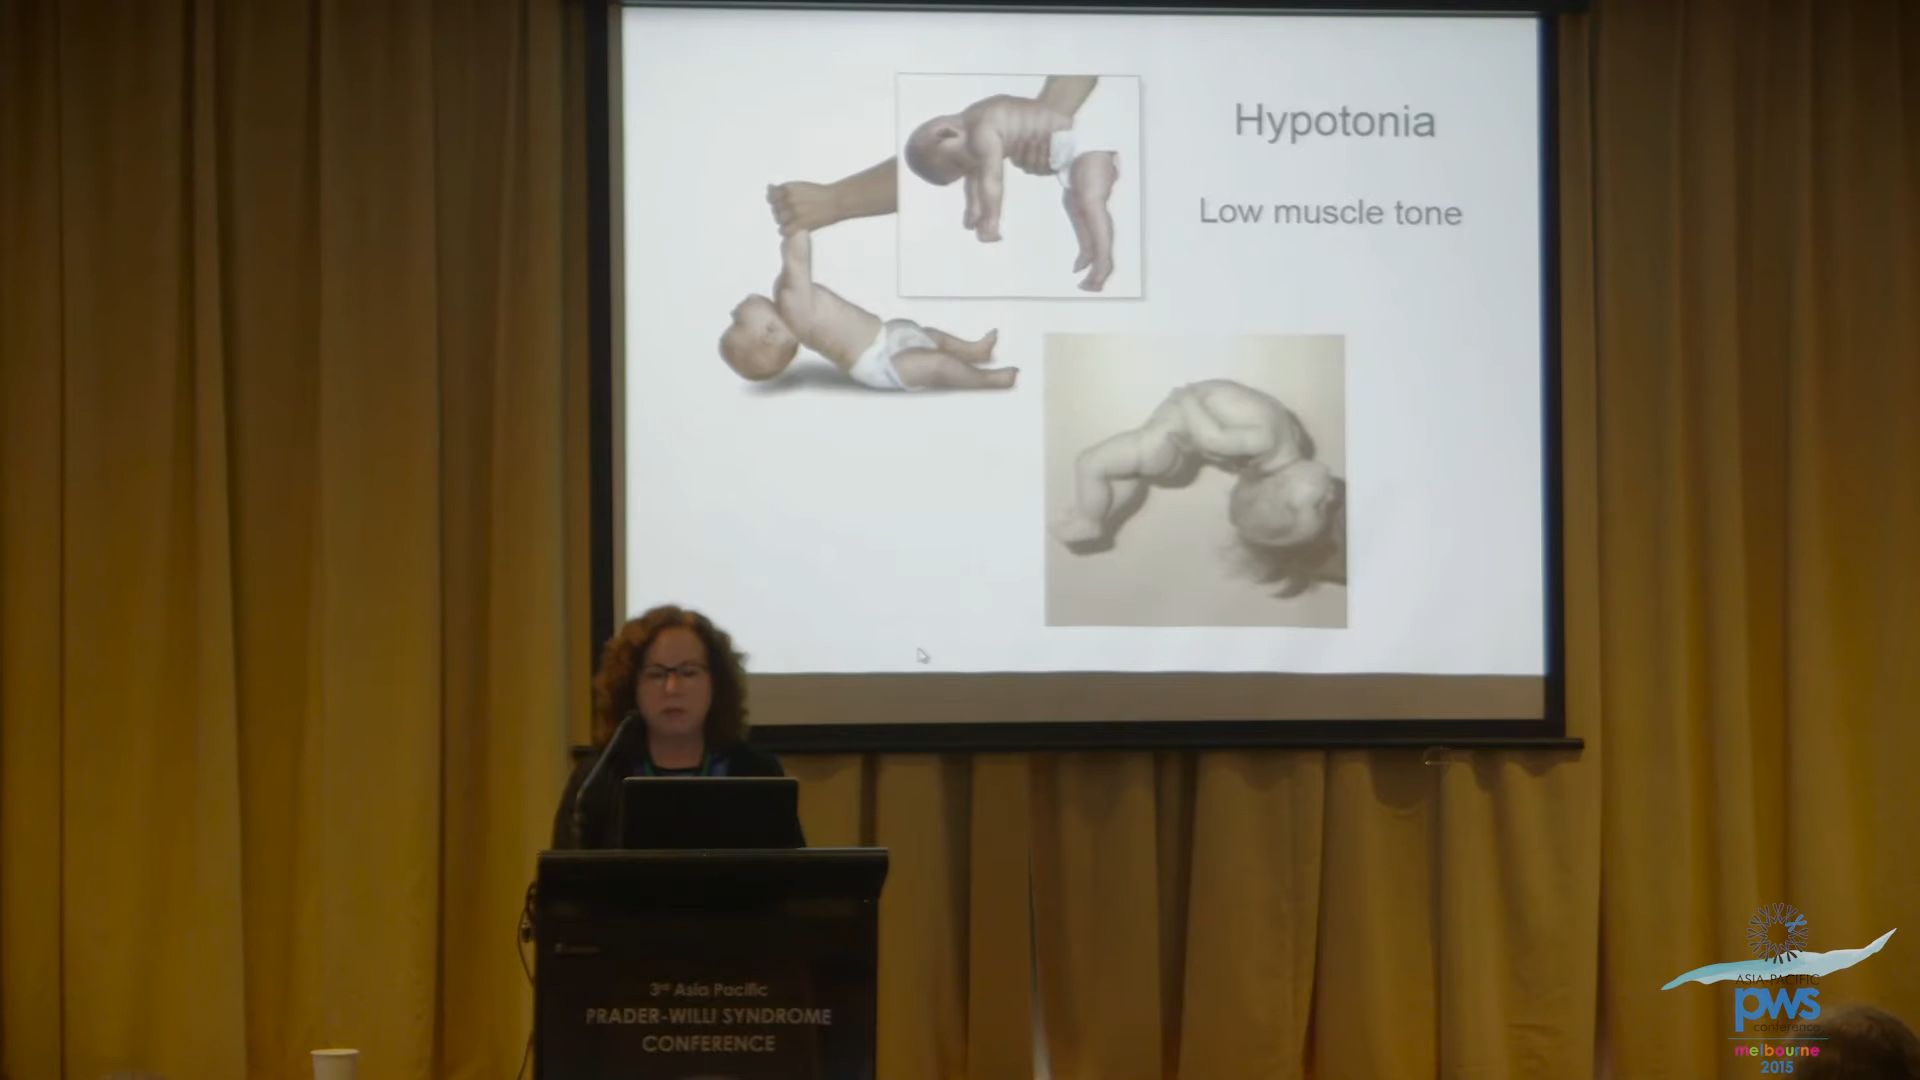 Hypotonia
Low muscle tone
3rd Asia Pacific
PRADER-WILLI SYNDROME
CONFERENCE
ASIA-PACIFIC
pws
conference
melbourne
2015